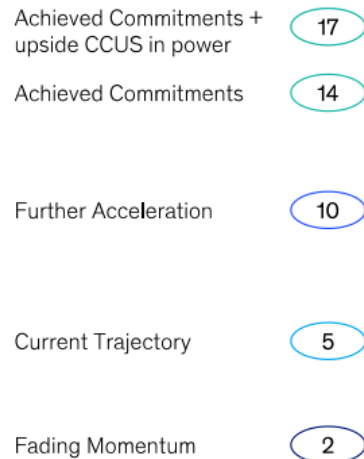 Achieved Commitments +
upside CCUS in power
17
Achieved Commitments
14
Further Acceleration
10
Current Trajectory
5
Fading Momentum
2